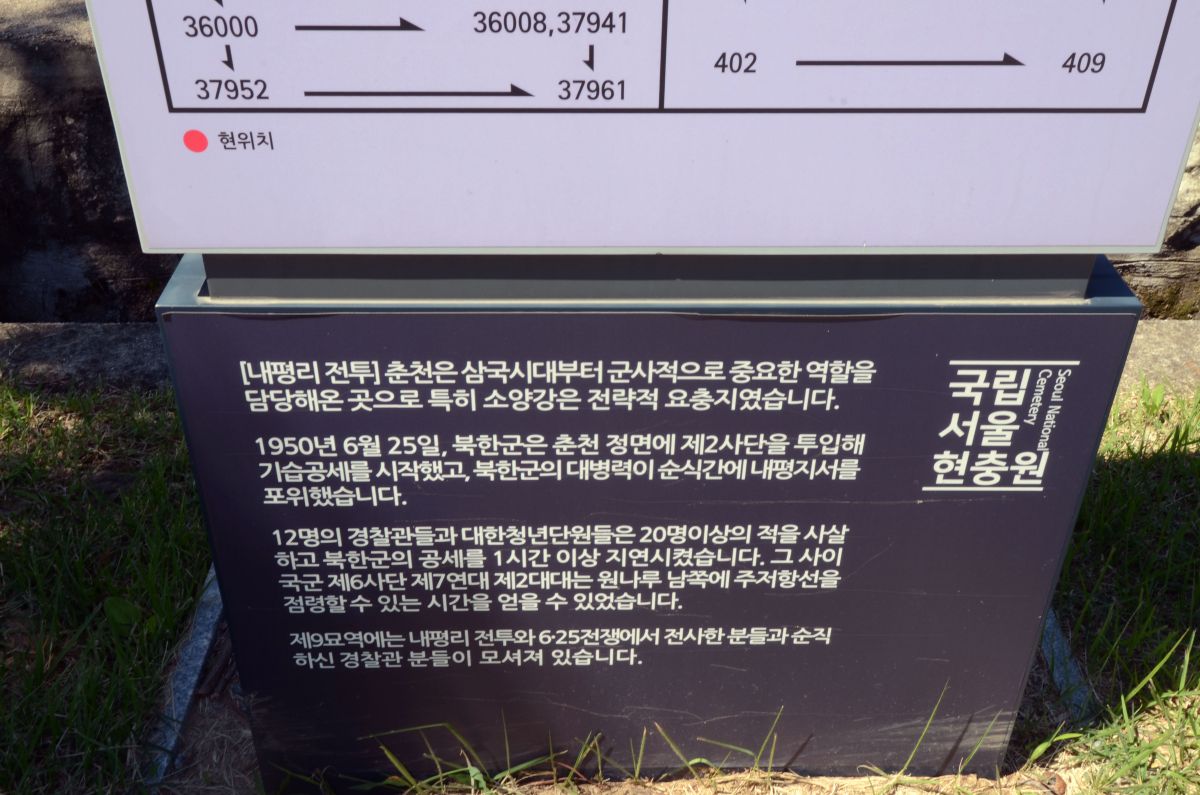 36000 36008,37941
37952 37961
402 409
현위치
[내평리 전투] 춘천은 삼국시대부터 군사적으로 중요한 역할을
담당해온 곳으로 특히 소양강은 전략적 요충지였습니다.
1950년 6월 25일, 북한군은 춘천 정면에 제2사단을 투입해
기습공세를 시작했고, 북한군의 대병력이 순식간에 내평지서를
포위했습니다.
12명의 경찰관들과 대한청년단원들은 20명이상의 적을 사살
하고 북한군의 공세를 1시간 이상 지연시켰습니다. 그 사이
국군 제6사단 제7연대 제2대대는 원나루 남쪽에 주저항선을
점령할 수 있는 시간을 얻을 수 있었습니다.
제9묘역에는 내평리 전투와 6·25전쟁에서 전사한 분들과 순직
하신 경찰관 분들이 모셔져 있습니다.
국립
서울
현충원
Seoul National
Cemetery